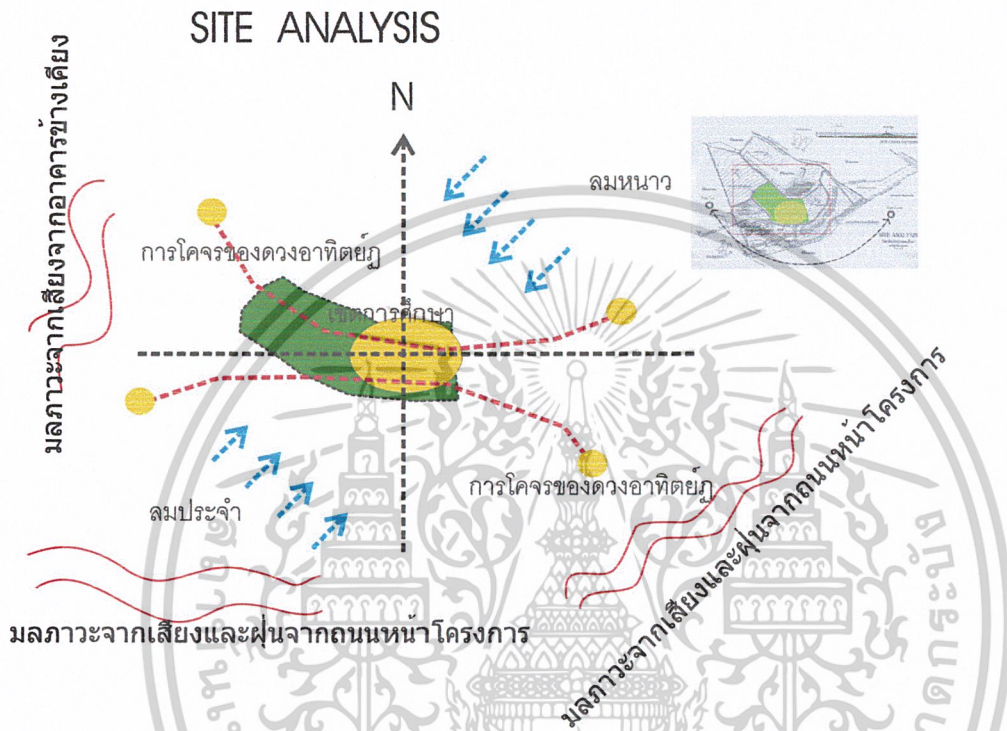 SITE ANALYSIS
มลภาวะจากเสียงจากอาคารข้างเคียง
N
ลมหนาว
การโคจรของดวงอาทิตย์ฏ
เขตการศึกษา
SITE ANALYSIS
การโคจรของดวงอาทิตย์ฏ
ลมประจำ
มลภาวะจากเสียงและฝุ่นจากถนนหน้าโครงการ
มลภาวะจากเสียงและฝุ่นจากถนนหน้าโครงการ